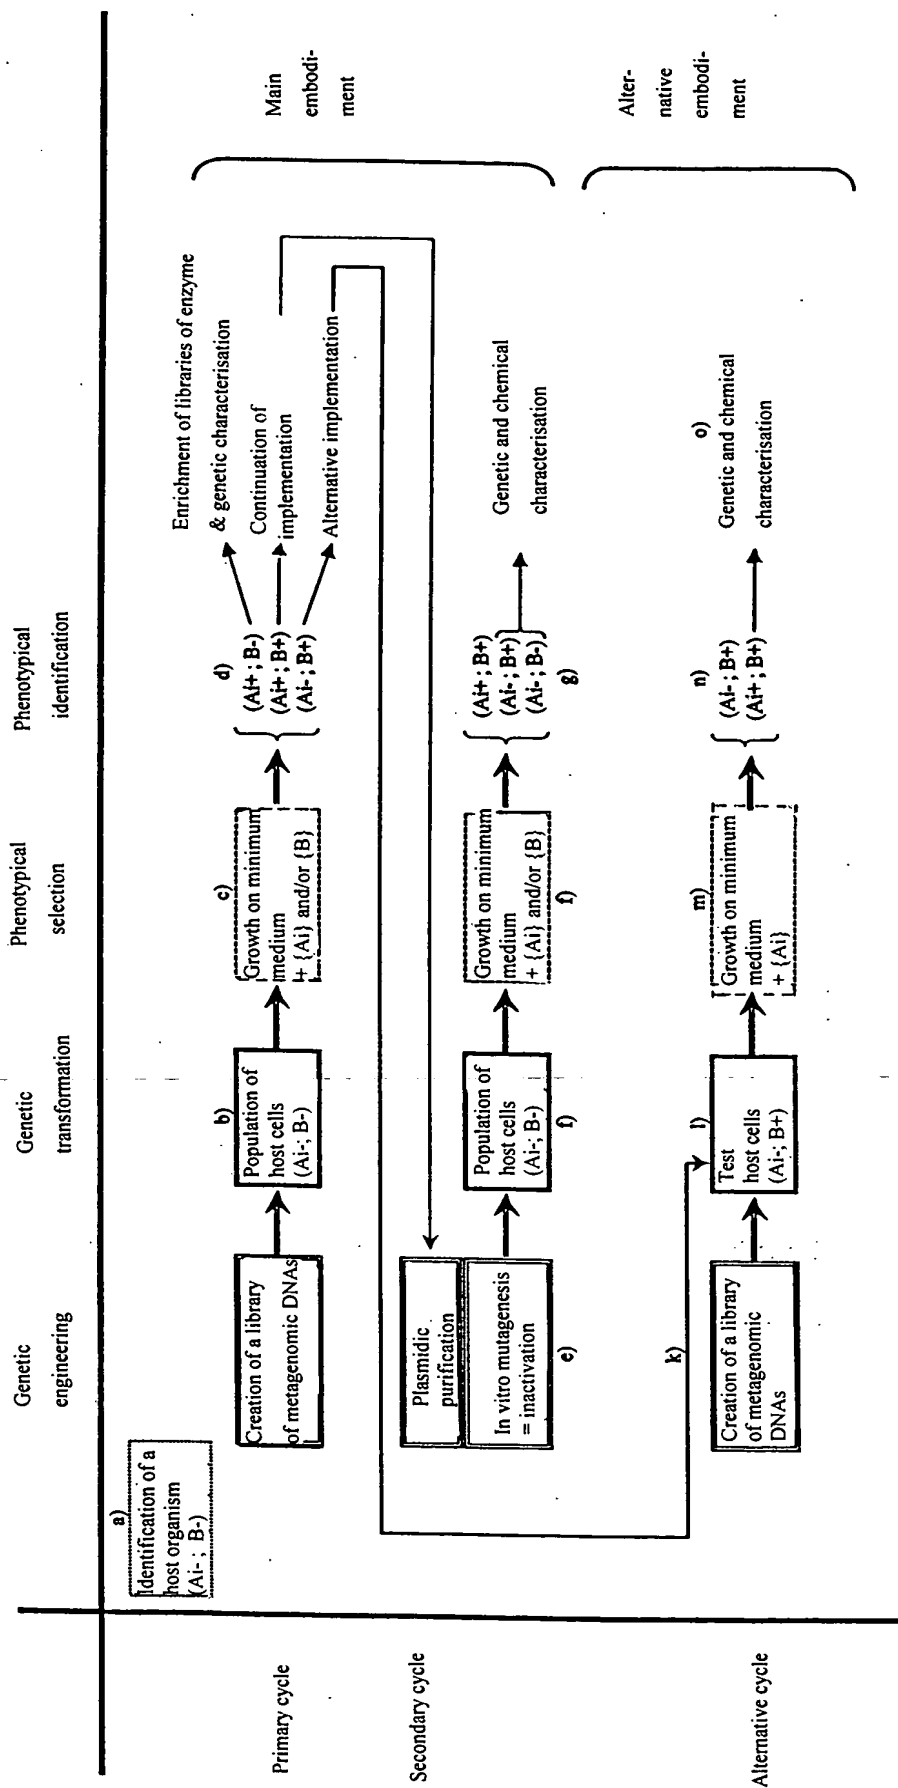 Genetic
engineering
Genetic
transformation
Phenotypical
selection
Phenotypical
identification
a)
Identification of a
host organism
(Ai- ; B-)
Primary cycle
Creation of a library
of metagenomic DNAs
b)
Population of
host cells
(Ai-; B-)
c)
Growth on minimum
medium
+ {Ai} and/or {B}
d)
(Ai+ ; B-)
(Ai+ ; B+)
(Ai- ; B+)
Enrichment of libraries of enzyme
& genetic characterisation
Continuation of
implementation
Alternative implementation
Main
embodi-
ment
Secondary cycle
Plasmidic
purification
In vitro mutagenesis
= inactivation
e)
Population of
host cells
(Ai-; B-)
f)
Growth on minimum
medium
+ {Ai} and/or {B}
f)
(Ai+ ; B+)
(Ai- ; B+)
(Ai- ; B-)
g)
Genetic and chemical
characterisation
Alternative cycle
k)
Creation of a library
of metagenomic
DNAs
l)
Test
host cells
(Ai-; B+)
m)
Growth on minimum
medium
+ {Ai}
n)
(Ai- ; B+)
(Ai+ ; B+)
o)
Genetic and chemical
characterisation
Alter-
native
embodi-
ment